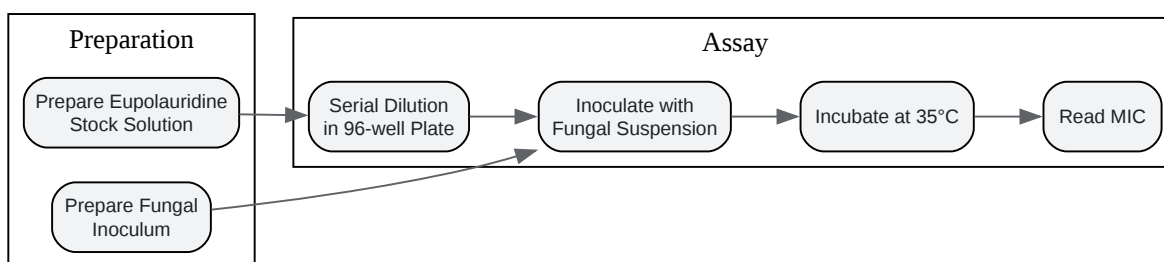 Preparation
Prepare Eupolauridine
Stock Solution
Prepare Fungal
Inoculum
Assay
Serial Dilution
in 96-well Plate
Inoculate with
Fungal Suspension
Incubate at 35°C
Read MIC